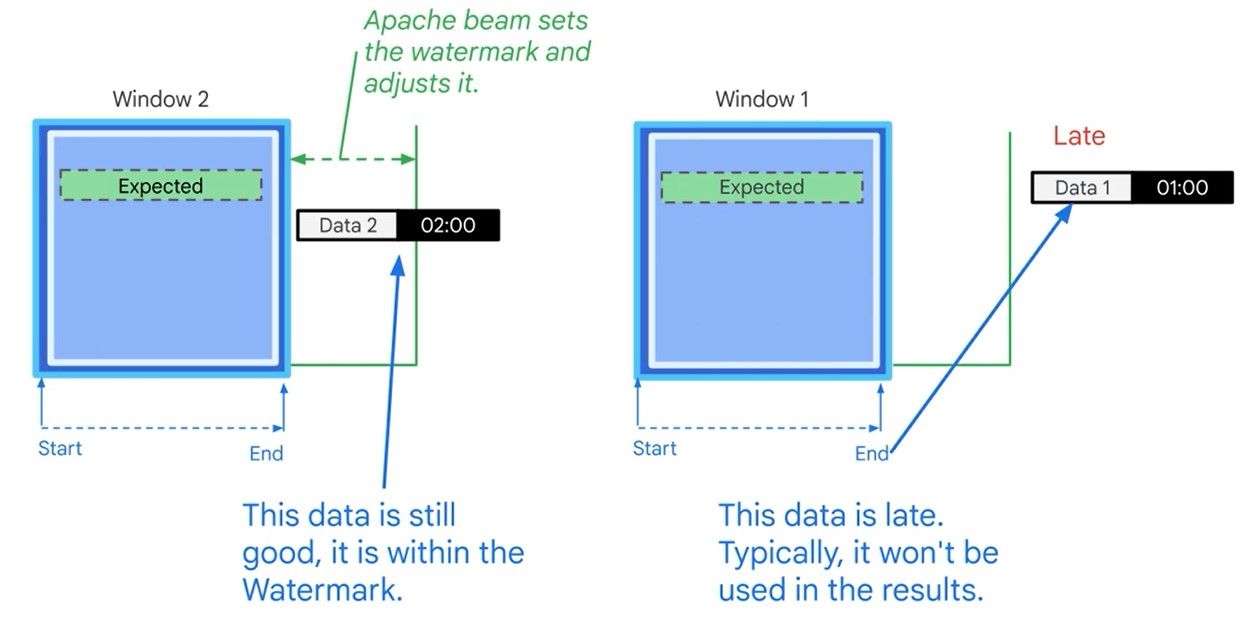 Apache beam sets
the watermark and
adjusts it.
Window 2
Expected
Data 2 02:00
Start
End
This data is still
good, it is within the
Watermark.
Window 1
Late
Expected
Data 1 01:00
Start
End
This data is late.
Typically, it won't be
used in the results.